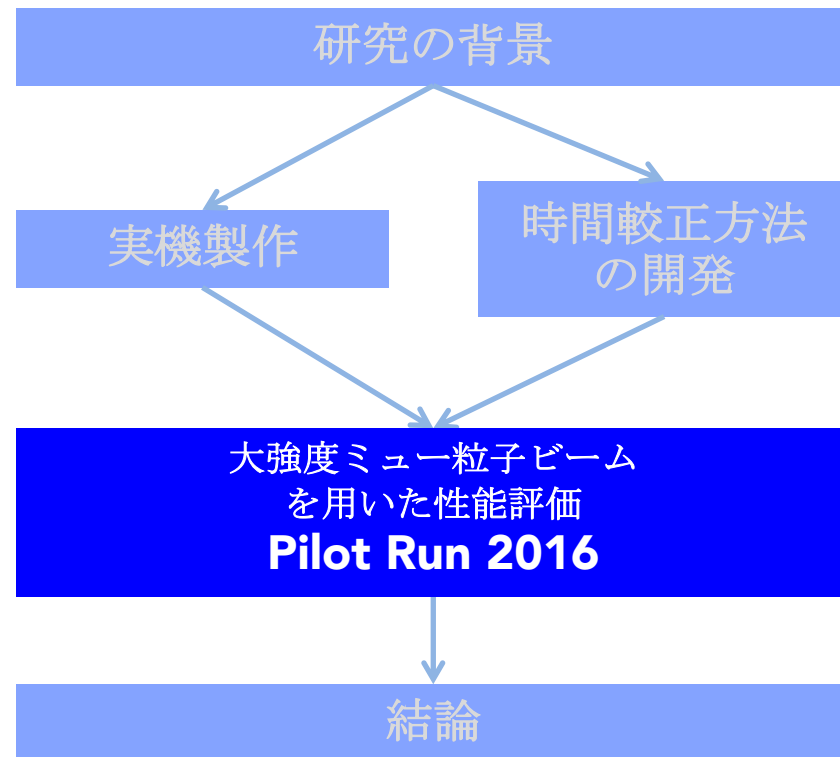 研究の背景
実機製作
時間較正方法
の開発
大強度ミュー粒子ビーム
を用いた性能評価
Pilot Run 2016
結論